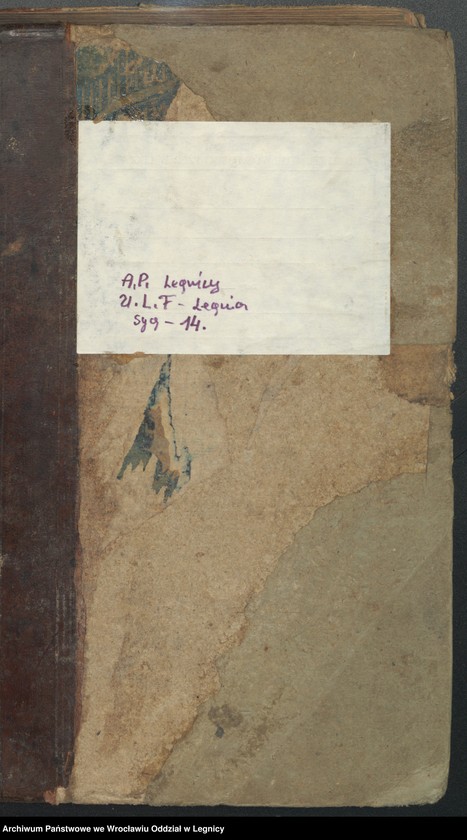 A.P. Legnicy
U.L.F - Legnica
Syg - 14.
Archiwum Państwowe we Wrocławiu Oddział w Legnicy